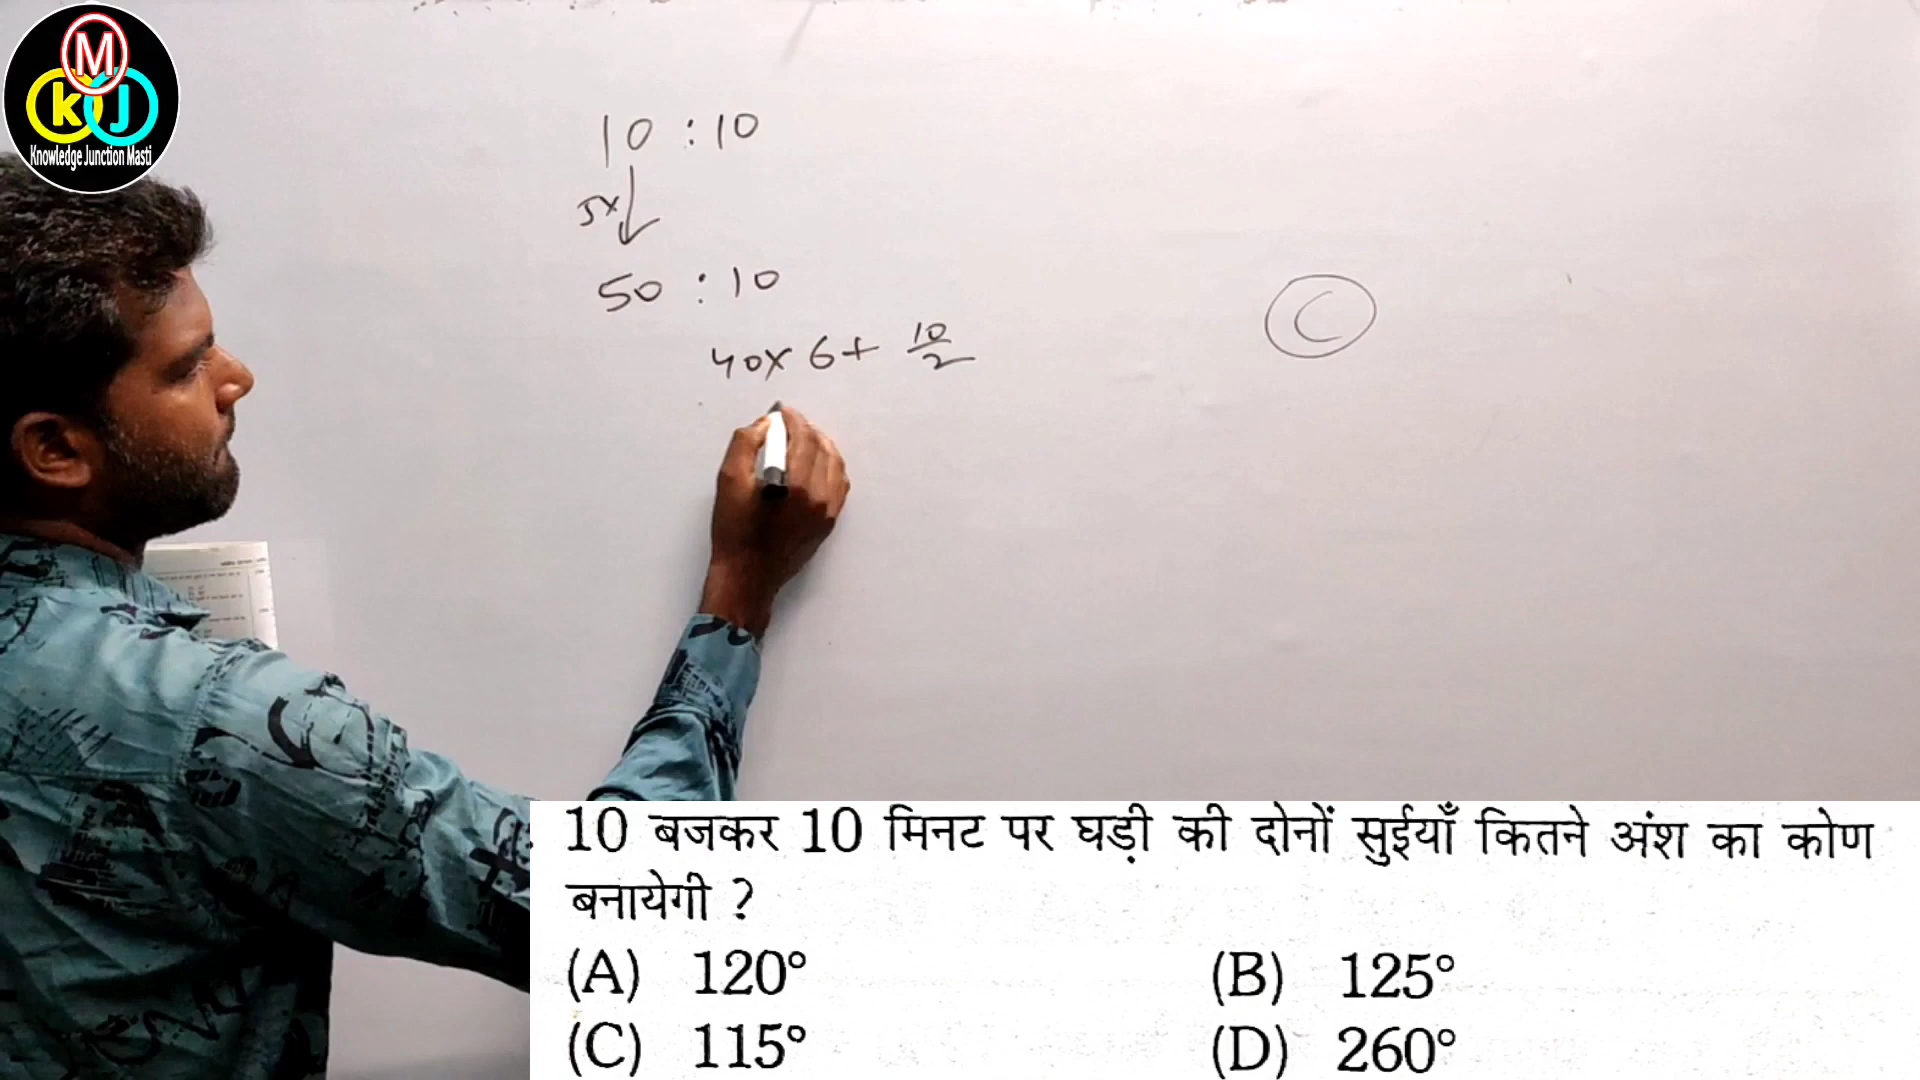 M
K J
Knowledge Junction Masti
10 : 10
5x
50 : 10
40x 6+ 10/2
C
10 बजकर 10 मिनट पर घड़ी की दोनों सुईयाँ कितने अंश का कोण
बनायेगी ?
(A) 120° (B) 125°
(C) 115° (D) 260°